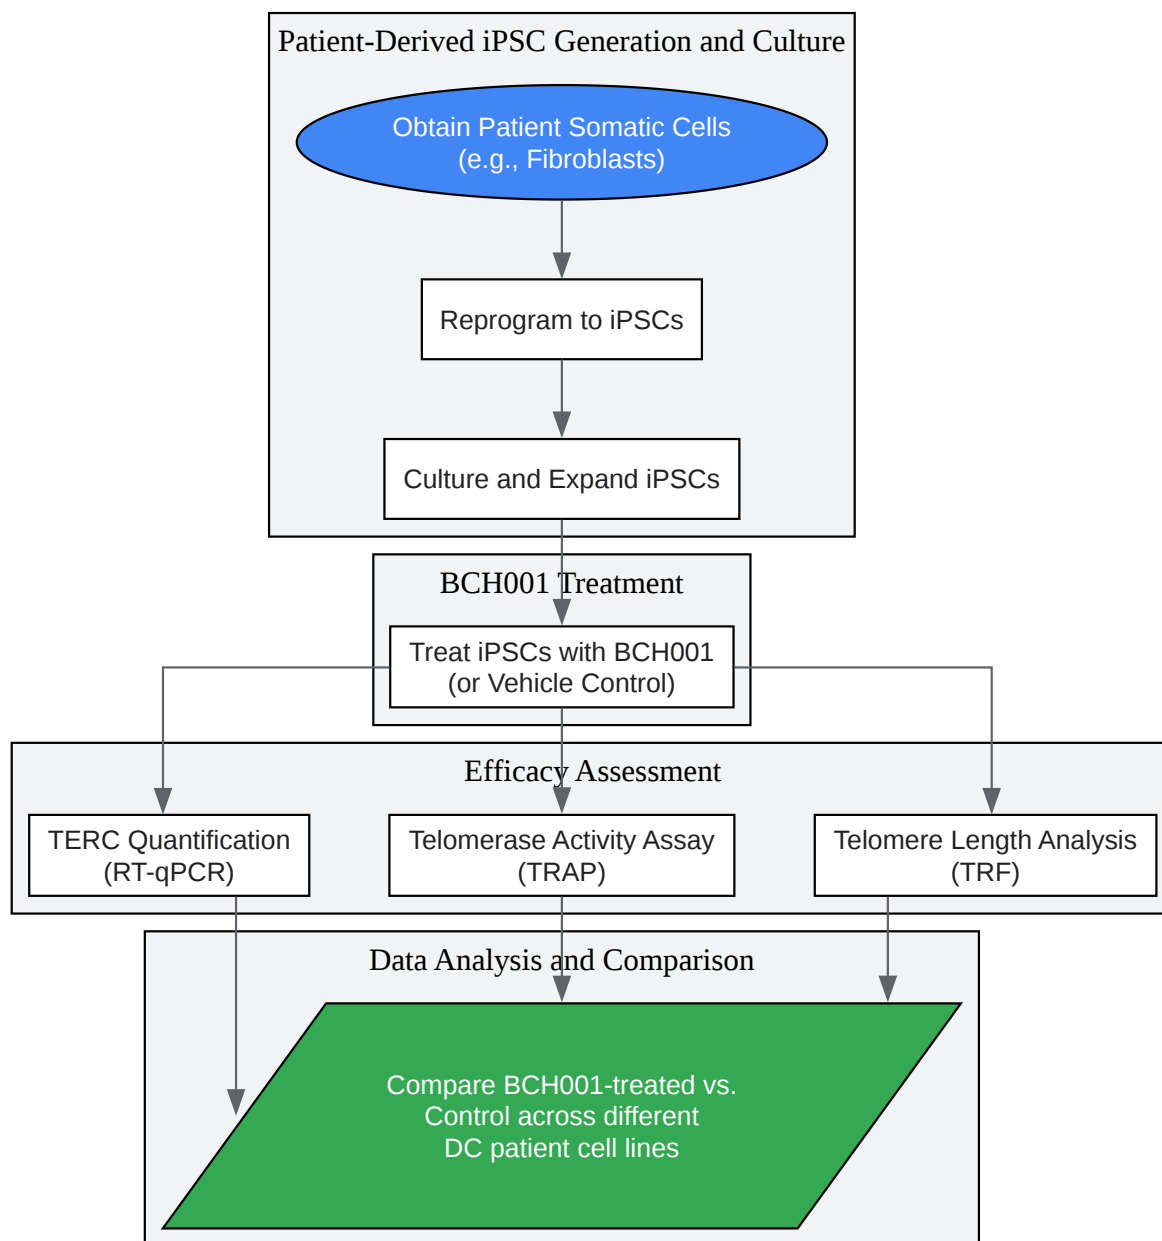 Patient-Derived iPSC Generation and Culture
Obtain Patient Somatic Cells
(e.g., Fibroblasts)
Reprogram to iPSCs
Culture and Expand iPSCs
BCH001 Treatment
Treat iPSCs with BCH001
(or Vehicle Control)
Efficacy Assessment
TERC Quantification
(RT-qPCR)
Telomerase Activity Assay
(TRAP)
Telomere Length Analysis
(TRF)
Data Analysis and Comparison
Compare BCH001-treated vs.
Control across different
DC patient cell lines